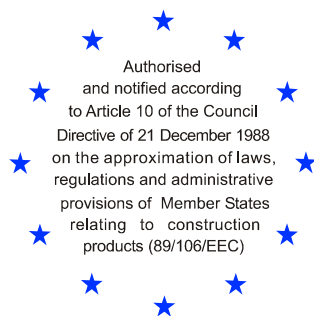 Authorised
and notified according
to Article 10 of the Council
Directive of 21 December 1988
on the approximation of laws,
regulations and administrative
provisions of Member States
relating to construction
products (89/106/EEC)